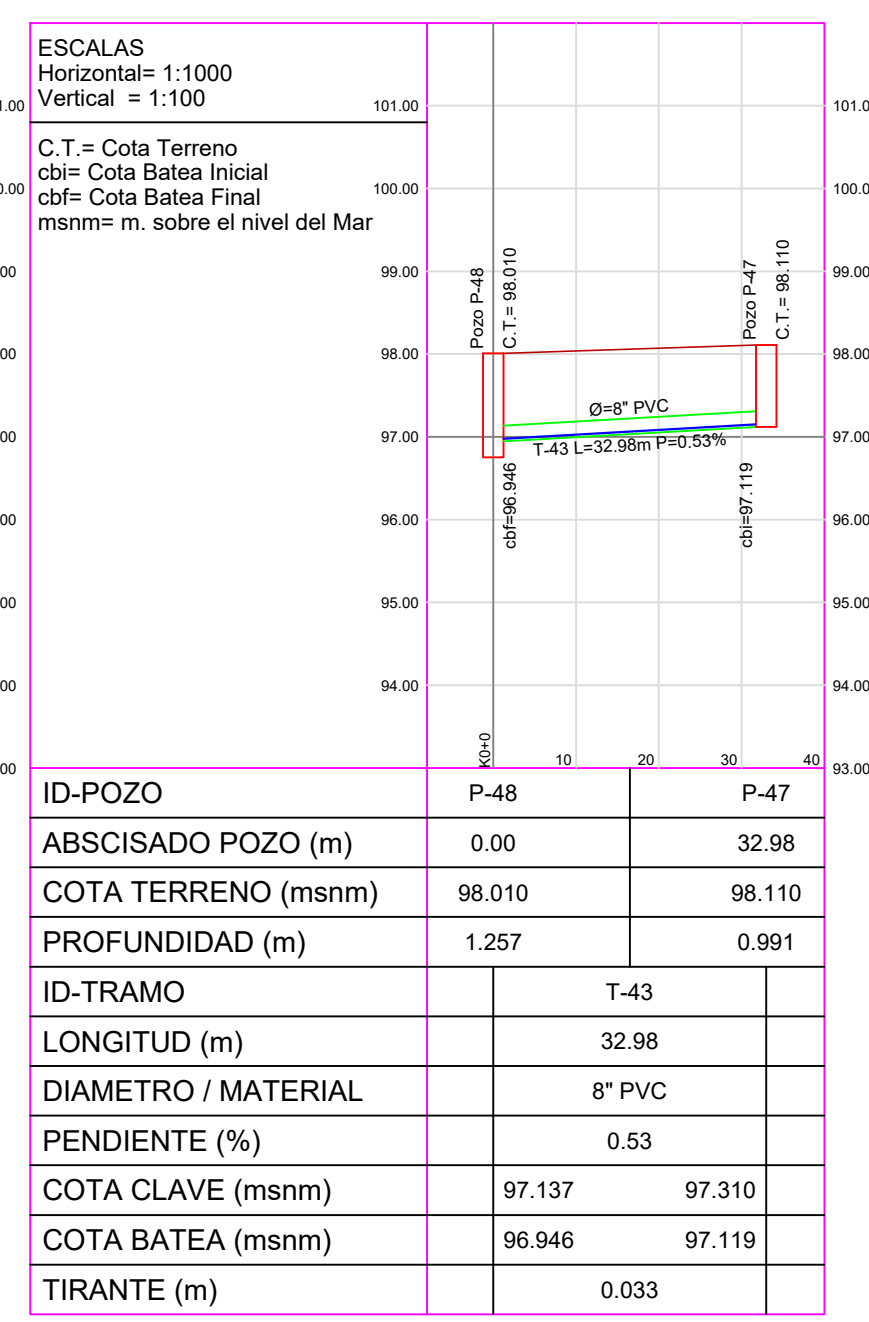 ESCALAS
Horizontal= 1:1000
Vertical = 1:100
C.T.= Cota Terreno
cbi= Cota Batea Inicial
cbf= Cota Batea Final
msnm= m. sobre el nivel del Mar
101.00
100.00
99.00
98.00
97.00
96.00
95.00
94.00
Pozo P-48
C.T.= 98.010
Pozo P-47
C.T.= 98.110
Ø=8" PVC
T-43 L=32.98m P=0.53%
cbf=96.946
cbi=97.119
K0+0
10
20
30
40
99.00
98.00
97.00
96.00
95.00
94.00
93.00
ID-POZO P-48 P-47
ABSCISADO POZO (m) 0.00 32.98
COTA TERRENO (msnm) 98.010 98.110
PROFUNDIDAD (m) 1.257 0.991
ID-TRAMO T-43
LONGITUD (m) 32.98
DIAMETRO / MATERIAL 8" PVC
PENDIENTE (%) 0.53
COTA CLAVE (msnm) 97.137 97.310
COTA BATEA (msnm) 96.946 97.119
TIRANTE (m) 0.033